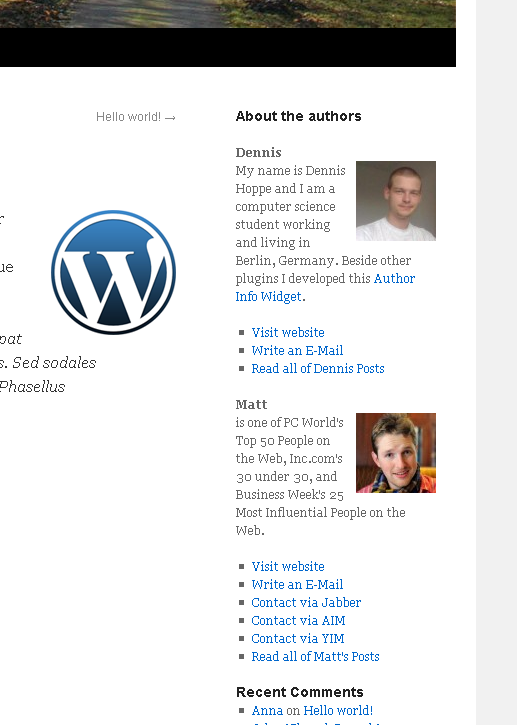 Hello world! →
ue
pat
s. Sed sodales
Phasellus
About the authors
Dennis
My name is Dennis
Hoppe and I am a
computer science
student working
and living in
Berlin, Germany. Beside other
plugins I developed this Author
Info Widget.
Visit website
Write an E-Mail
Read all of Dennis Posts
Matt
is one of PC World's
Top 50 People on
the Web, Inc.com's
30 under 30, and
Business Week's 25
Most Influential People on the
Web.
Visit website
Write an E-Mail
Contact via Jabber
Contact via AIM
Contact via YIM
Read all of Matt's Posts
Recent Comments
Anna on Hello world!